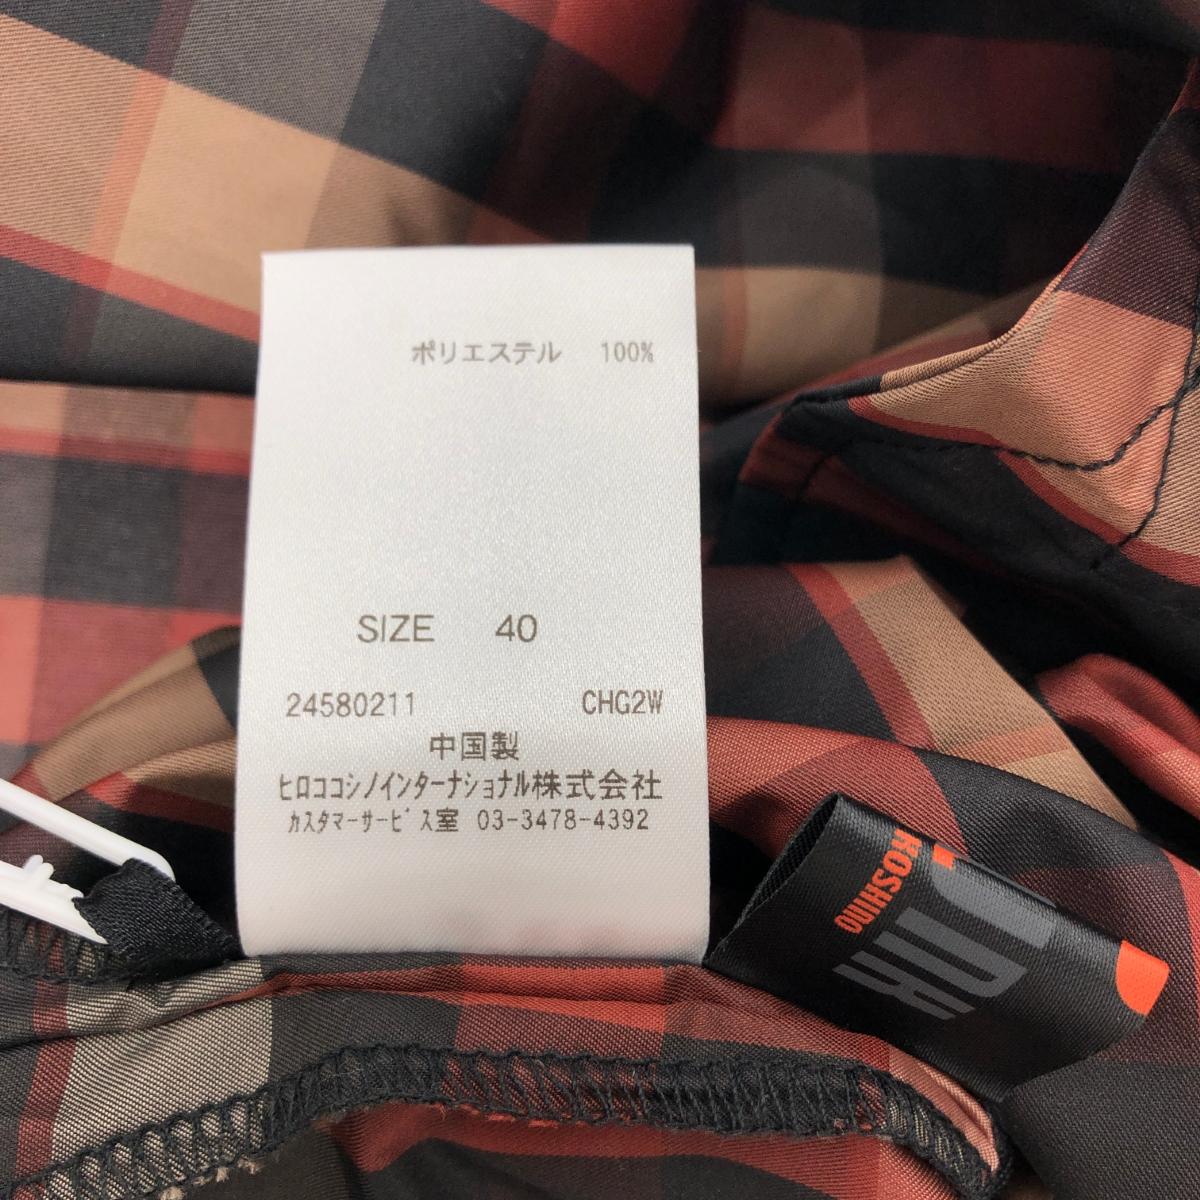 ポリエステル 100%
SIZE 40
24580211 CHG2W
中国製
ヒロココシノインターナショナル株式会社
カスタマーサービス室 03-3478-4392
ROSHINO